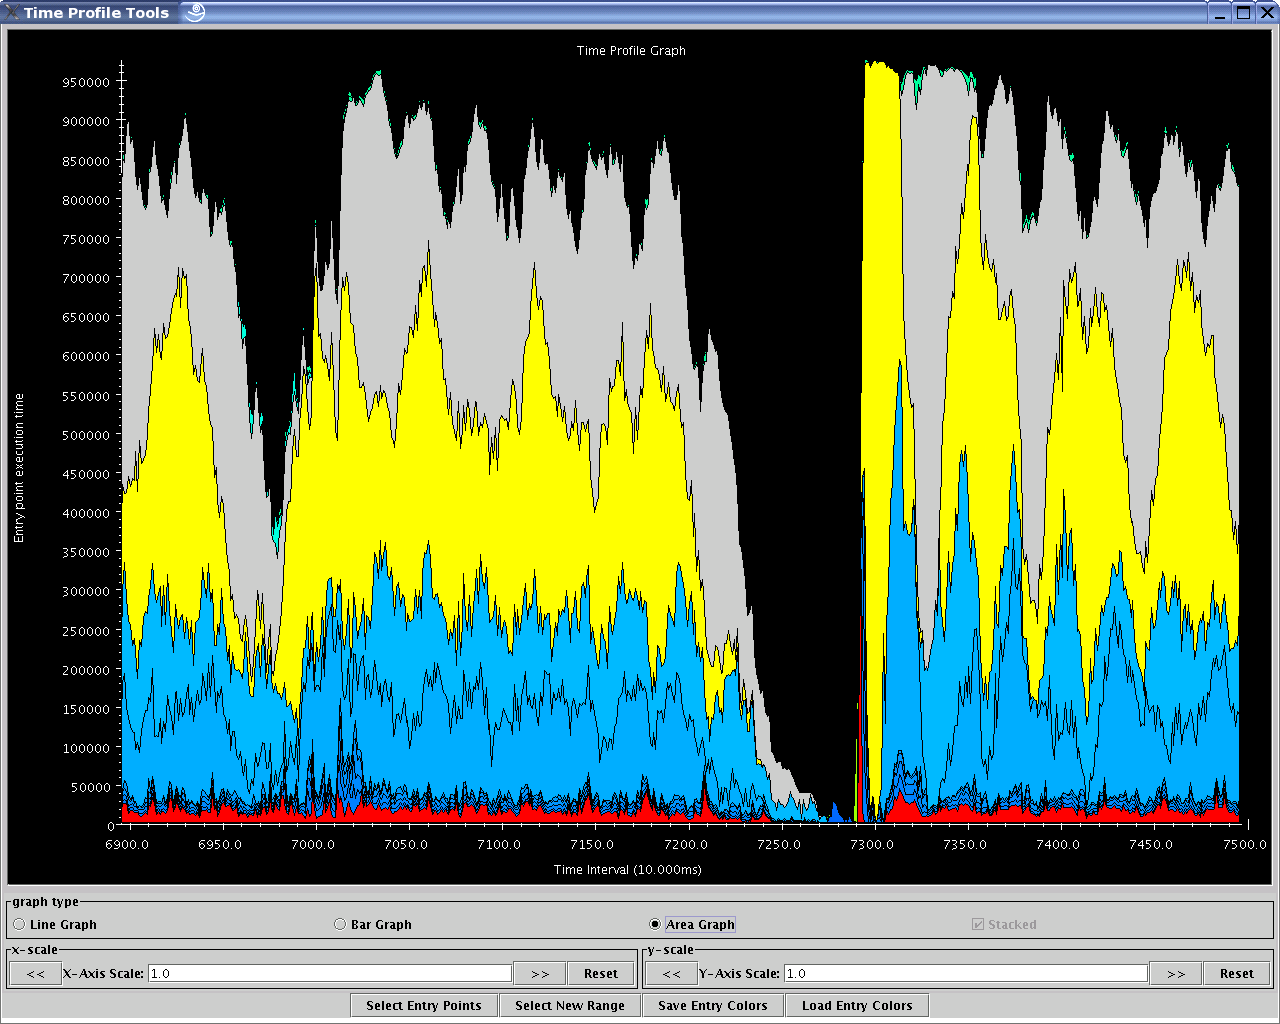 Time Profile Tools
Time Profile Graph
950000
900000
850000
800000
750000
700000
650000
600000
550000
500000
450000
400000
350000
300000
250000
200000
150000
100000
50000
0
Entry point execution time
6900.0 6950.0 7000.0 7050.0 7100.0 7150.0 7200.0 7250.0 7300.0 7350.0 7400.0 7450.0 7500.0
Time Interval (10.000ms)
graph type
Line Graph Bar Graph Area Graph Stacked
x-scale y-scale
<< X-Axis Scale: 1.0 >> Reset << Y-Axis Scale: 1.0 >> Reset
Select Entry Points Select New Range Save Entry Colors Load Entry Colors